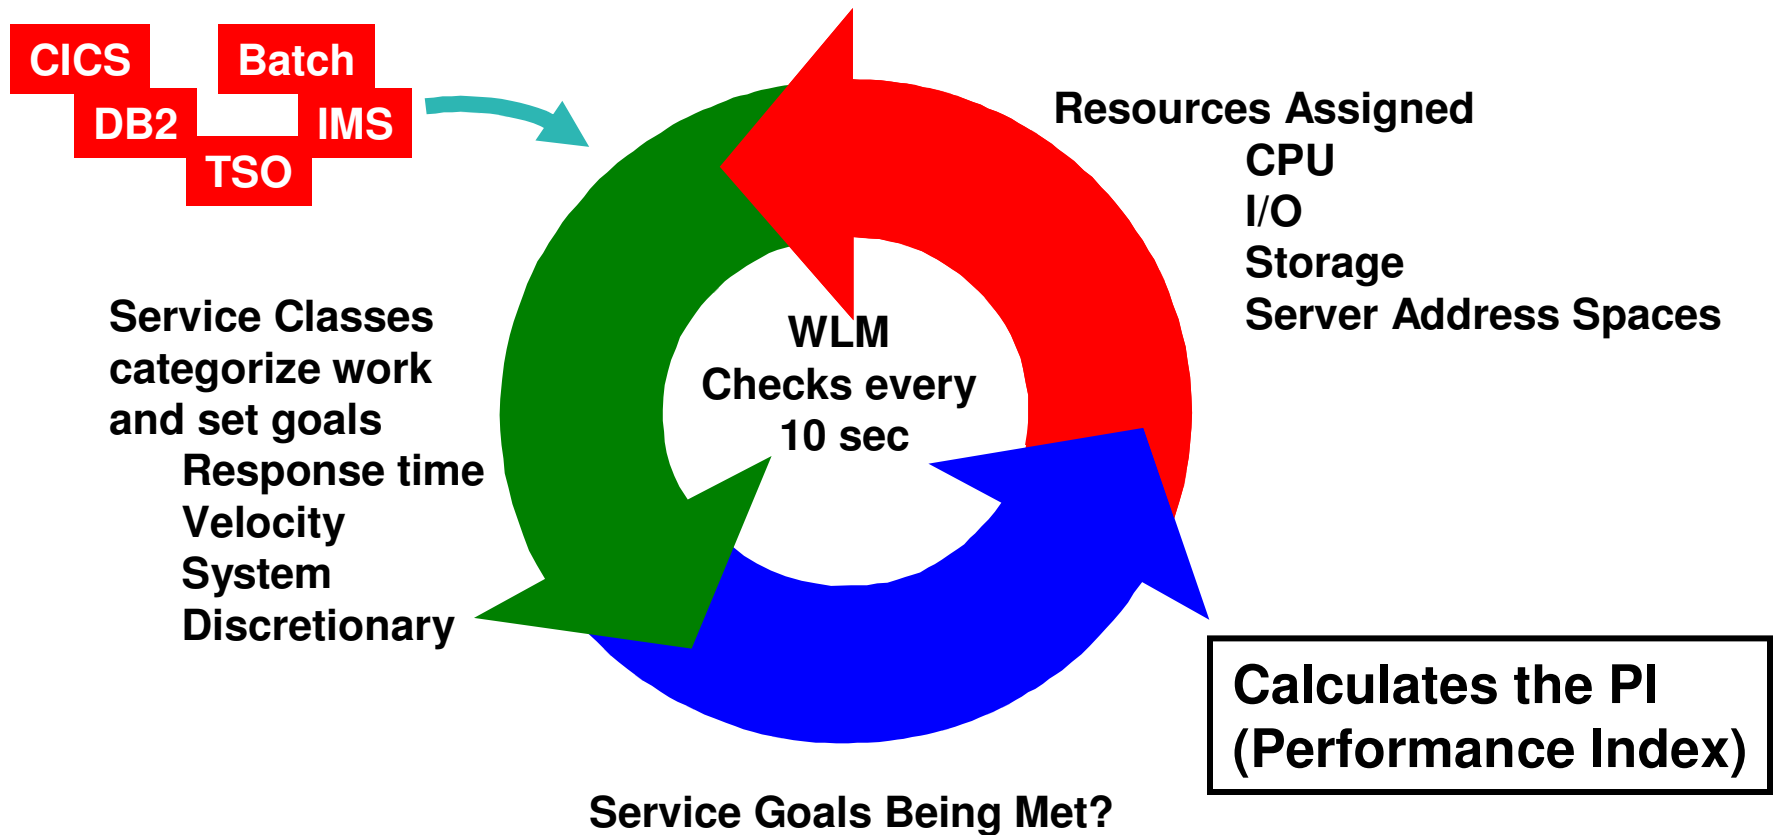 CICS
Batch
DB2
IMS
TSO
Resources Assigned
CPU
I/O
Storage
Server Address Spaces
Service Classes
categorize work
and set goals
Response time
Velocity
System
Discretionary
WLM
Checks every
10 sec
Calculates the PI
(Performance Index)
Service Goals Being Met?